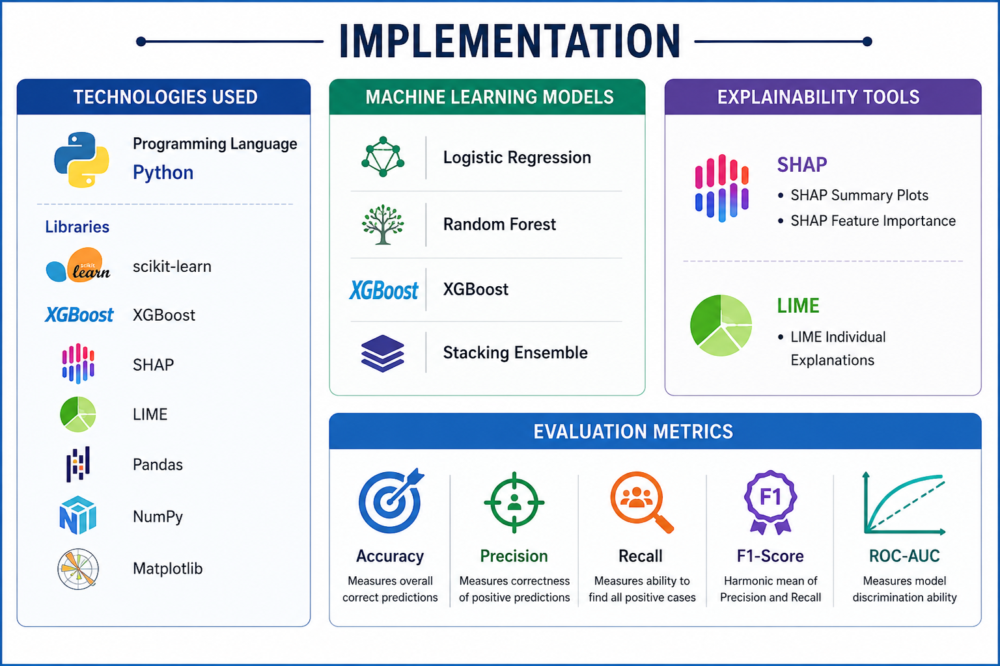 IMPLEMENTATION
TECHNOLOGIES USED
Programming Language
Python
Libraries
scikit
learn
scikit-learn
XGBoost
XGBoost
SHAP
LIME
Pandas
N
NumPy
Matplotlib
MACHINE LEARNING MODELS
Logistic Regression
Random Forest
XGBoost
XGBoost
Stacking Ensemble
EXPLAINABILITY TOOLS
SHAP
• SHAP Summary Plots
• SHAP Feature Importance
LIME
• LIME Individual
Explanations
EVALUATION METRICS
Accuracy
Measures overall
correct predictions
Precision
Measures correctness
of positive predictions
Recall
Measures ability to
find all positive cases
F1
F1-Score
Harmonic mean of
Precision and Recall
ROC-AUC
Measures model
discrimination ability